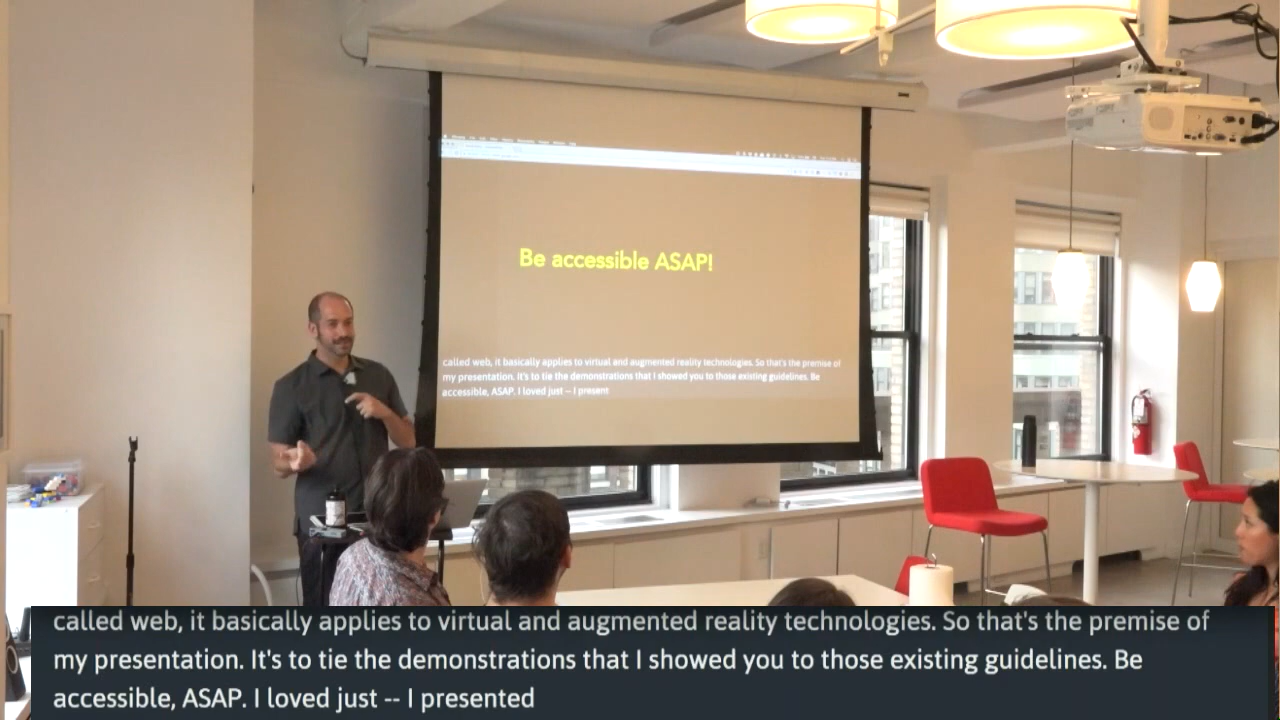 Be accessible ASAP!
called web, it basically applies to virtual and augmented reality technologies. So that's the premise of
my presentation. It's to tie the demonstrations that I showed you to those existing guidelines. Be
accessible, ASAP. I loved just -- I present
called web, it basically applies to virtual and augmented reality technologies. So that's the premise of
my presentation. It's to tie the demonstrations that I showed you to those existing guidelines. Be
accessible, ASAP. I loved just -- I presented